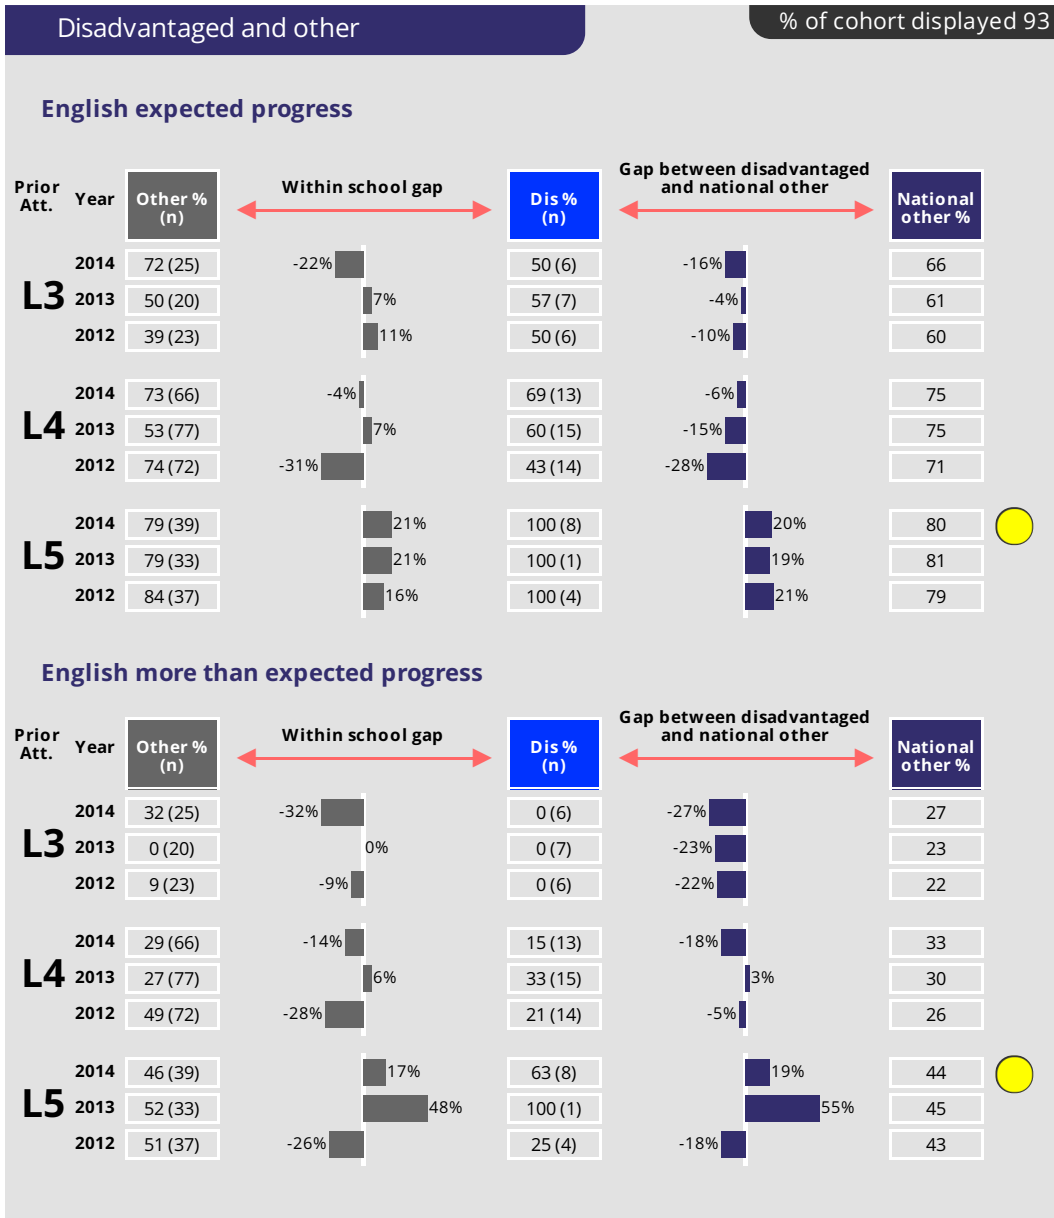 Disadvantaged and other
% of cohort displayed 93
English expected progress
Prior Att.
Year
Other % (n)
Within school gap
Dis % (n)
Gap between disadvantaged and national other
National other %
L3
2014 72 (25) -22% 50 (6) -16% 66
2013 50 (20) 7% 57 (7) -4% 61
2012 39 (23) 11% 50 (6) -10% 60
L4
2014 73 (66) -4% 69 (13) -6% 75
2013 53 (77) 7% 60 (15) -15% 75
2012 74 (72) -31% 43 (14) -28% 71
L5
2014 79 (39) 21% 100 (8) 20% 80
2013 79 (33) 21% 100 (1) 19% 81
2012 84 (37) 16% 100 (4) 21% 79
English more than expected progress
Prior Att.
Year
Other % (n)
Within school gap
Dis % (n)
Gap between disadvantaged and national other
National other %
L3
2014 32 (25) -32% 0 (6) -27% 27
2013 0 (20) 0% 0 (7) -23% 23
2012 9 (23) -9% 0 (6) -22% 22
L4
2014 29 (66) -14% 15 (13) -18% 33
2013 27 (77) 6% 33 (15) 3% 30
2012 49 (72) -28% 21 (14) -5% 26
L5
2014 46 (39) 17% 63 (8) 19% 44
2013 52 (33) 48% 100 (1) 55% 45
2012 51 (37) -26% 25 (4) -18% 43